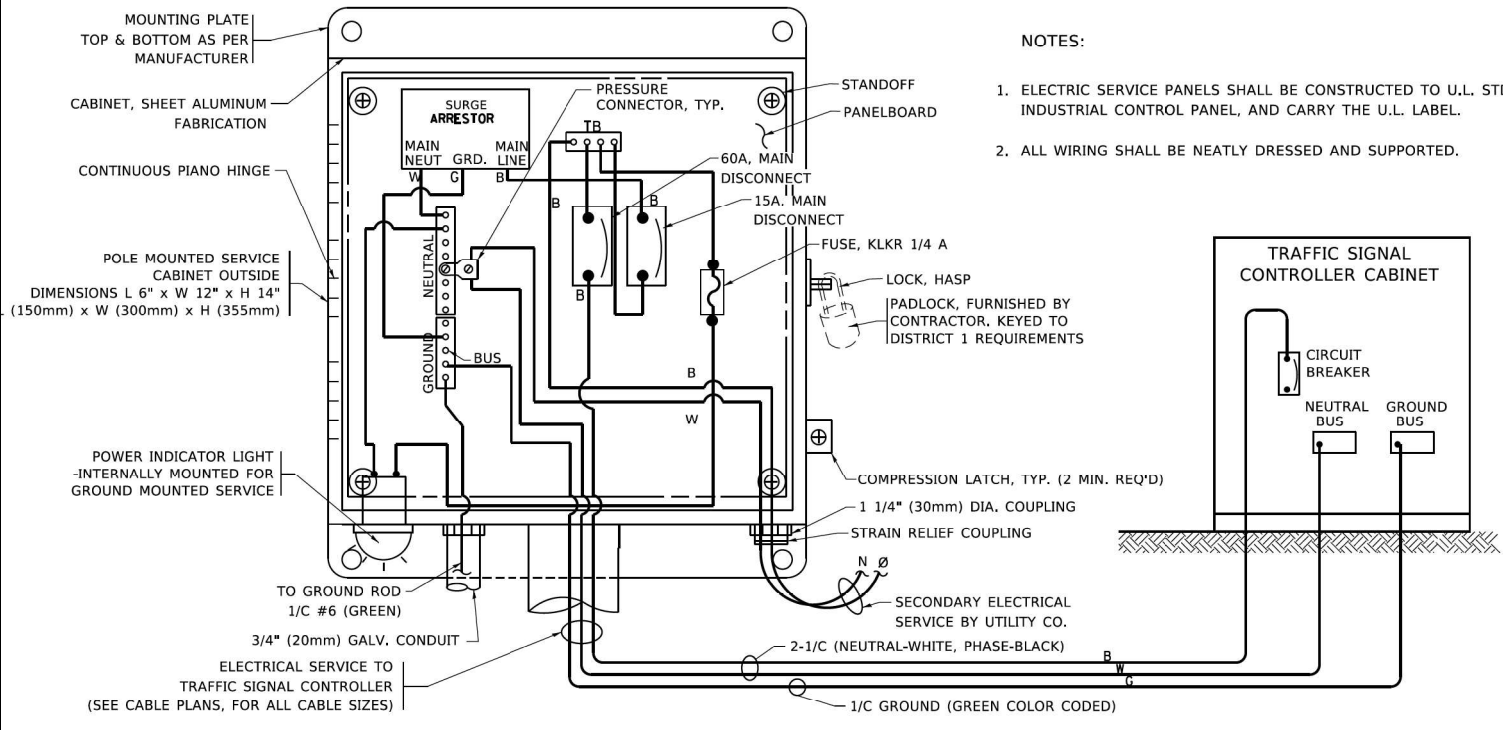 MOUNTING PLATE
TOP & BOTTOM AS PER
MANUFACTURER
CABINET, SHEET ALUMINUM
FABRICATION
CONTINUOUS PIANO HINGE
POLE MOUNTED SERVICE
CABINET OUTSIDE
DIMENSIONS L 6" x W 12" x H 14"
(150mm) x W (300mm) x H (355mm)
POWER INDICATOR LIGHT
-INTERNALLY MOUNTED FOR
GROUND MOUNTED SERVICE
SURGE
ARRESTOR
MAIN
NEUT
GRD.
MAIN
LINE
W
G
B
PRESSURE
CONNECTOR, TYP.
TB
STANDOFF
PANELBOARD
60A, MAIN
DISCONNECT
15A. MAIN
DISCONNECT
B
B
B
FUSE, KLKR 1/4 A
LOCK, HASP
PADLOCK, FURNISHED BY
CONTRACTOR. KEYED TO
DISTRICT 1 REQUIREMENTS
NEUTRAL
GROUND
BUS
B
W
COMPRESSION LATCH, TYP. (2 MIN. REQ'D)
1 1/4" (30mm) DIA. COUPLING
STRAIN RELIEF COUPLING
N Ø
SECONDARY ELECTRICAL
SERVICE BY UTILITY CO.
TO GROUND ROD
1/C #6 (GREEN)
3/4" (20mm) GALV. CONDUIT
ELECTRICAL SERVICE TO
TRAFFIC SIGNAL CONTROLLER
(SEE CABLE PLANS, FOR ALL CABLE SIZES)
2-1/C (NEUTRAL-WHITE, PHASE-BLACK)
B
W
G
1/C GROUND (GREEN COLOR CODED)
NOTES:
1. ELECTRIC SERVICE PANELS SHALL BE CONSTRUCTED TO U.L. STD
INDUSTRIAL CONTROL PANEL, AND CARRY THE U.L. LABEL.
2. ALL WIRING SHALL BE NEATLY DRESSED AND SUPPORTED.
TRAFFIC SIGNAL
CONTROLLER CABINET
CIRCUIT
BREAKER
NEUTRAL
BUS
GROUND
BUS